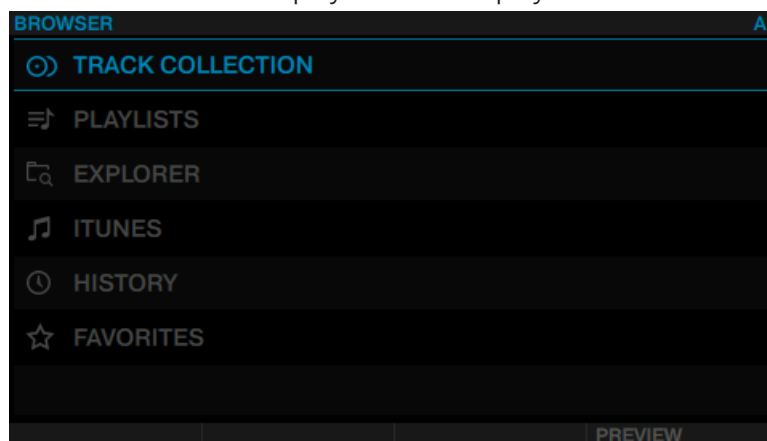 BROWSER A
TRACK COLLECTION
PLAYLISTS
EXPLORER
ITUNES
HISTORY
FAVORITES
PREVIEW